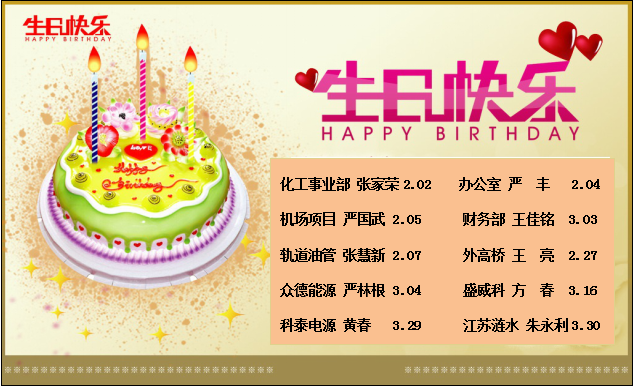 生日快乐
HAPPY BIRTHDAY
生日快乐
HAPPY BIRTHDAY
Happy
Birthday
化工事业部 张家荣 2.02 办公室 严 丰 2.04
机场项目 严国武 2.05 财务部 王佳铭 3.03
轨道油管 张慧新 2.07 外高桥 王 亮 2.27
众德能源 严林根 3.04 盛威科 方 春 3.16
科泰电源 黄春 3.29 江苏涟水 朱永利 3.30